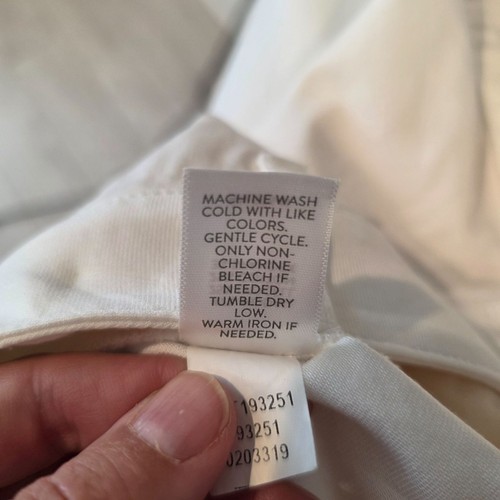 MACHINE WASH
COLD WITH LIKE
COLORS.
GENTLE CYCLE.
ONLY NON-
CHLORINE
BLEACH IF
NEEDED.
TUMBLE DRY
LOW.
WARM IRON IF
NEEDED.
193251
93251
0203319